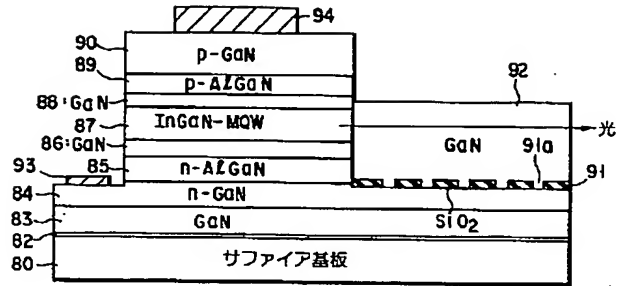 94
90
p-GaN
89
p-AlGaN
88:GaN
92
87
InGaN-MQW
光
86:GaN
GaN
91a
91
85
n-AlGaN
93
84
n-GaN
83
GaN
SiO2
82
80
サファイア基板